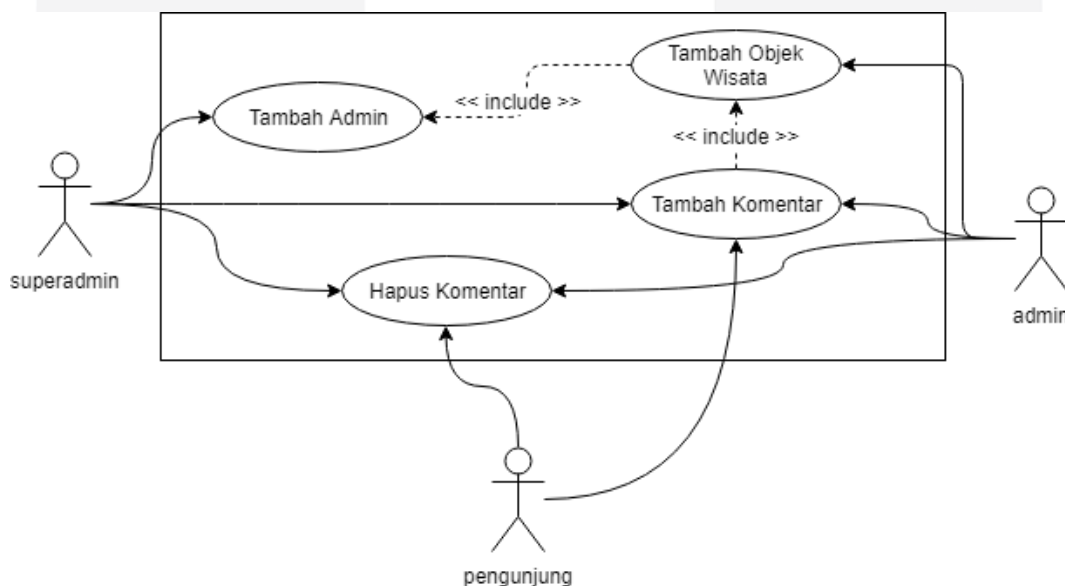 Tambah Objek
Wisata
<< include >>
Tambah Admin
<< include >>
Tambah Komentar
superadmin
Hapus Komentar
admin
pengunjung